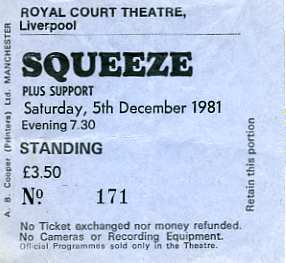 ROYAL COURT THEATRE,
Liverpool
SQUEEZE
PLUS SUPPORT
Saturday, 5th December 1981
Evening 7.30
STANDING
£3.50
No 171
No Ticket exchanged nor money refunded.
No Cameras or Recording Equipment.
Official Programmes sold only in the Theatre.
A. B. Cooper (Printers) Ltd. MANCHESTER
Retain this portion